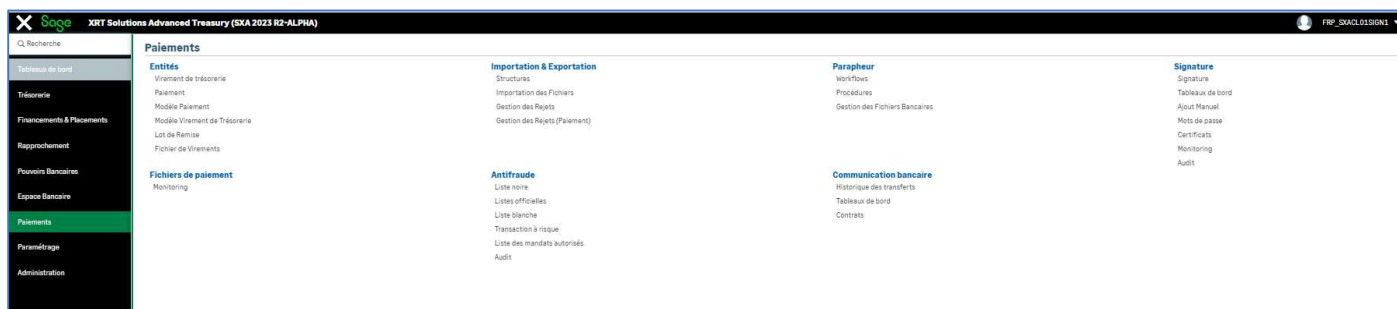 Sage XRT Solutions Advanced Treasury (SXA 2023 R2-ALPHA) FRP_SXACL01SIGN1
Recherche
Tableaux de bord
Trésorerie
Financements & Placements
Rapprochement
Pouvoirs Bancaires
Espace Bancaire
Paiements
Paramétrage
Administration
Paiements
Entités
Virement de trésorerie
Paiement
Modèle Paiement
Modèle Virement de Trésorerie
Lot de Remise
Fichier de Virements
Importation & Exportation
Structures
Importation des Fichiers
Gestion des Rejets
Gestion des Rejets (Paiement)
Parapheur
Workflows
Procédures
Gestion des Fichiers Bancaires
Signature
Signature
Tableaux de bord
Ajout Manuel
Mots de passe
Certificats
Monitoring
Audit
Fichiers de paiement
Monitoring
Antifraude
Liste noire
Listes officielles
Liste blanche
Transaction à risque
Liste des mandats autorisés
Audit
Communication bancaire
Historique des transferts
Tableaux de bord
Contrats